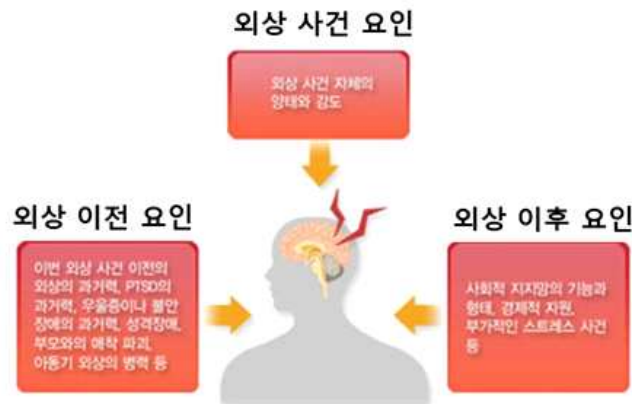 외상 사건 요인
외상 사건 자체의
양태와 강도
외상 이전 요인
이번 외상 사건 이전의
외상의 과거력, PTSD의
과거력, 우울증이나 불안
장애의 과거력, 성격장애,
부모와의 애착 파괴,
아동기 외상의 병력 등
외상 이후 요인
사회적 지지망의 기능과
형태, 경제적 자원,
부가적인 스트레스 사건
등